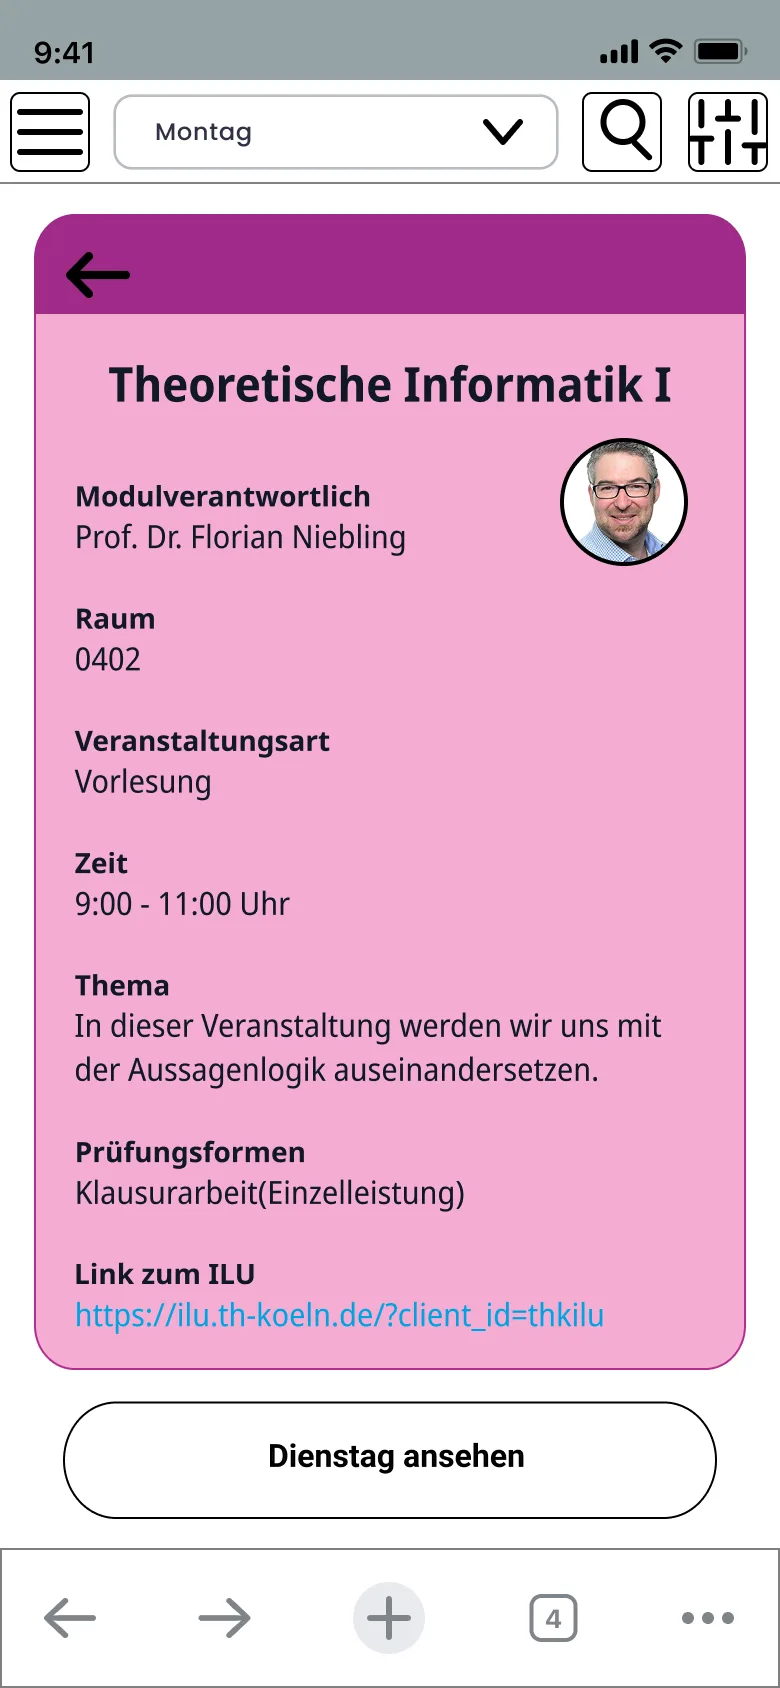 9:41
Montag
Theoretische Informatik I
Modulverantwortlich
Prof. Dr. Florian Niebling
Raum
0402
Veranstaltungsart
Vorlesung
Zeit
9:00 - 11:00 Uhr
Thema
In dieser Veranstaltung werden wir uns mit
der Aussagenlogik auseinandersetzen.
Prüfungsformen
Klausurarbeit(Einzelleistung)
Link zum ILU
https://ilu.th-koeln.de/?client_id=thkilu
Dienstag ansehen
4